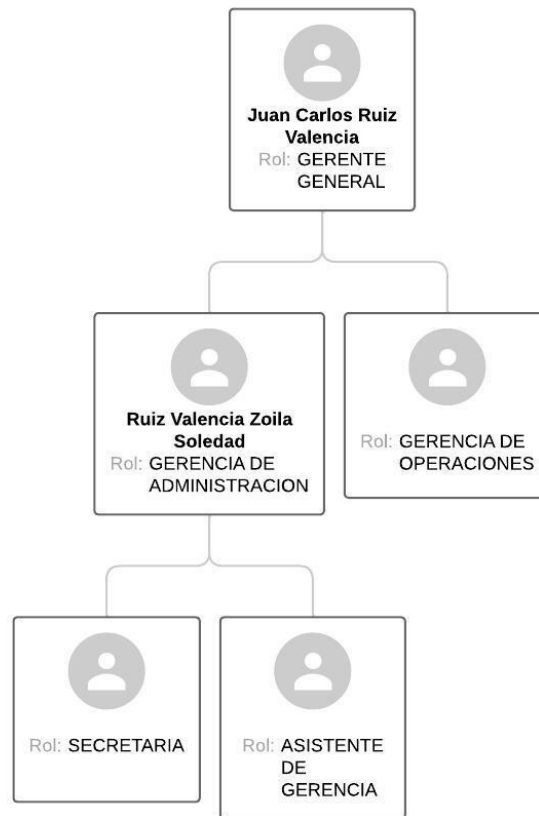 Juan Carlos Ruiz
Valencia
Rol: GERENTE
GENERAL
Ruiz Valencia Zoila
Soledad
Rol: GERENCIA DE
ADMINISTRACION
Rol: GERENCIA DE
OPERACIONES
Rol: SECRETARIA
Rol: ASISTENTE
DE
GERENCIA